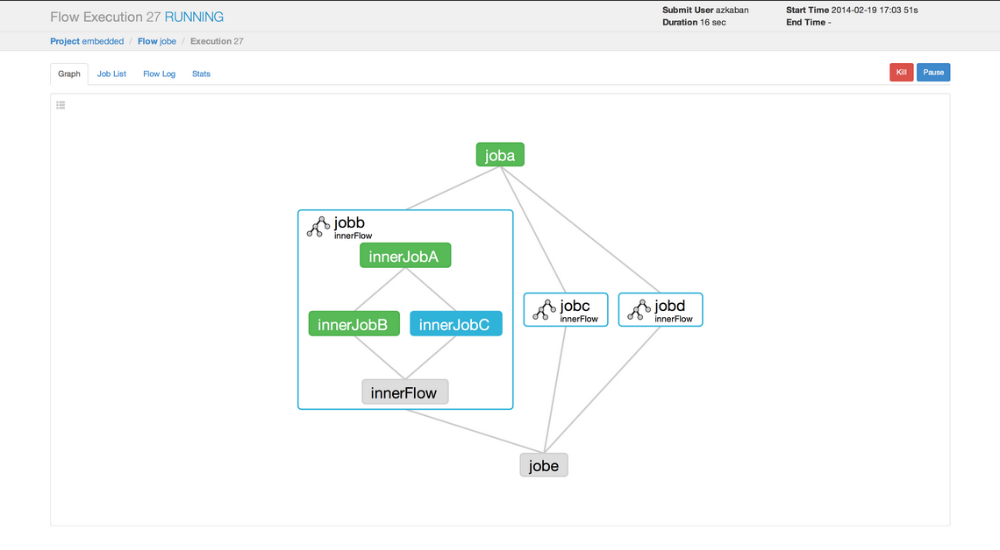 Flow Execution 27 RUNNING
Submit User azkaban
Duration 16 sec
Start Time 2014-02-19 17:03 51s
End Time -
Project embedded / Flow jobe / Execution 27
Graph Job List Flow Log Stats
Kill Pause
joba
jobb
innerFlow
innerJobA
innerJobB innerJobC
innerFlow
jobc
innerFlow
jobd
innerFlow
jobe